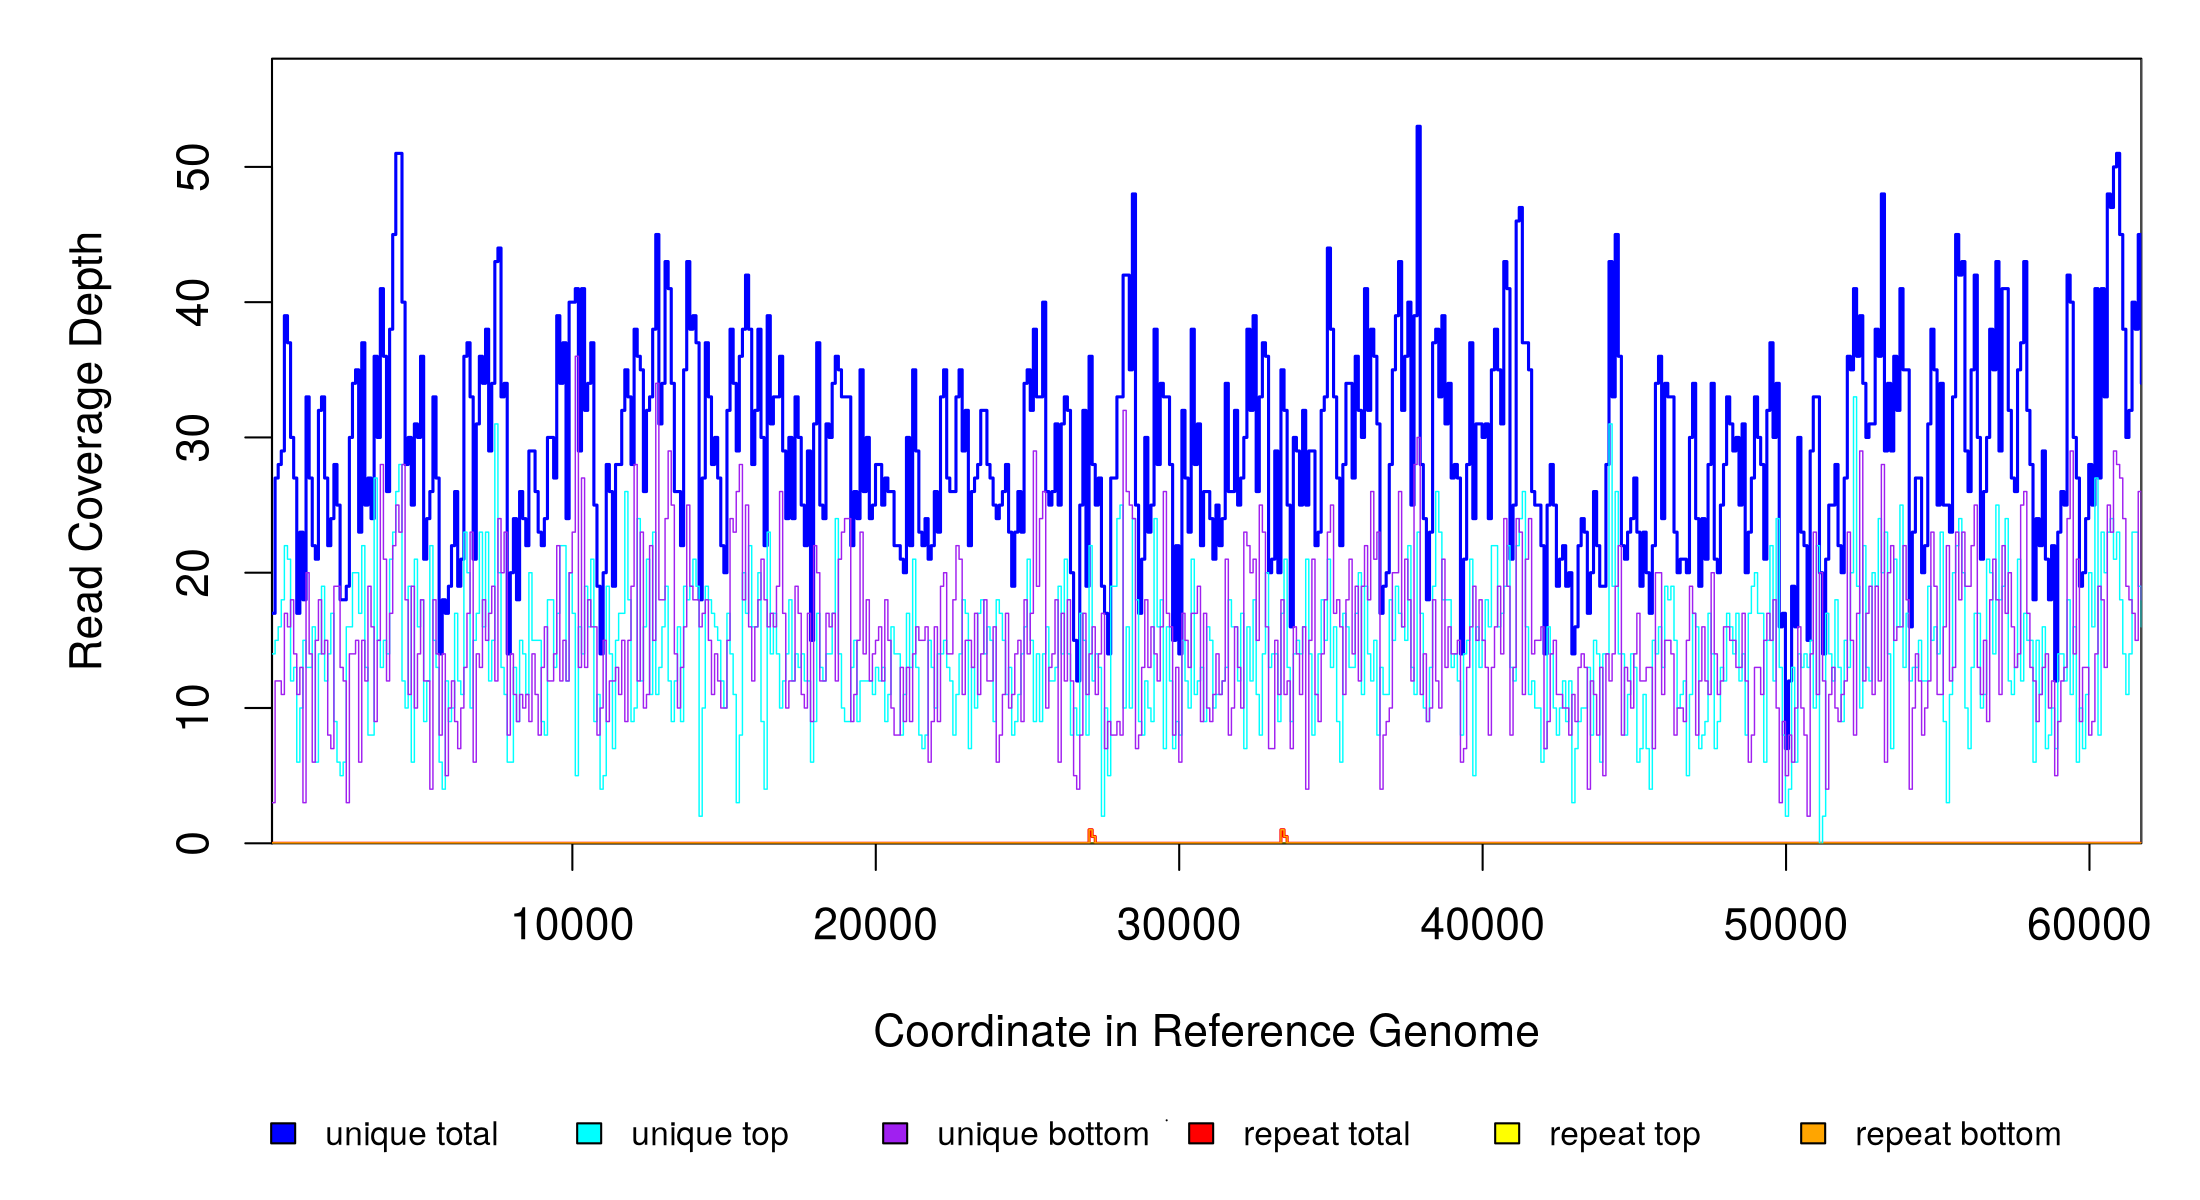 Read Coverage Depth
50
40
30
20
10
0
10000 20000 30000 40000 50000 60000
Coordinate in Reference Genome
unique total unique top unique bottom repeat total repeat top repeat bottom